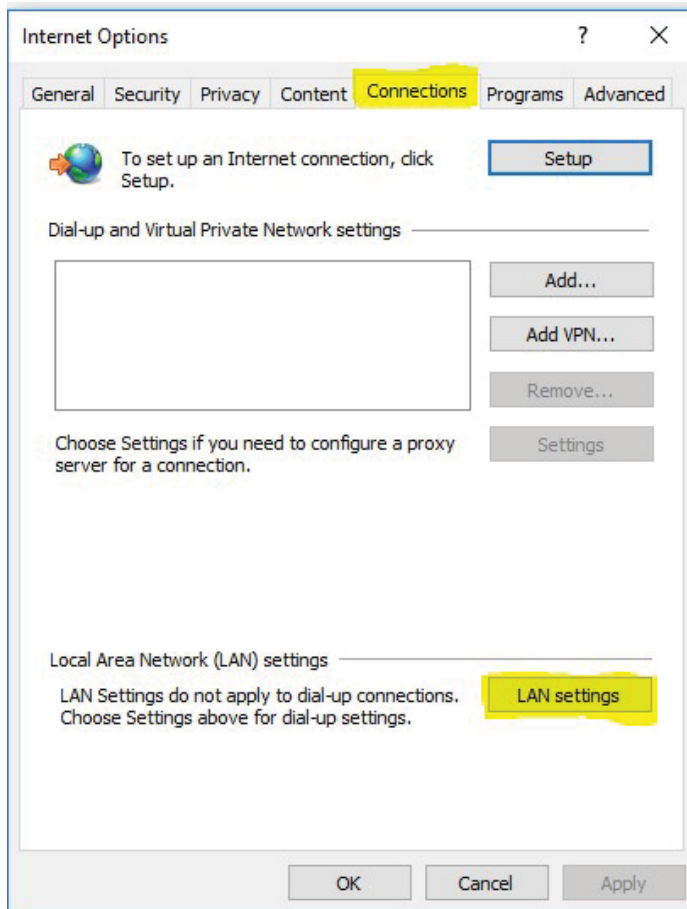 Internet Options
?
General Security Privacy Content Connections Programs Advanced
To set up an Internet connection, click
Setup.
Setup
Dial-up and Virtual Private Network settings
Add...
Add VPN...
Remove...
Choose Settings if you need to configure a proxy
server for a connection.
Settings
Local Area Network (LAN) settings
LAN Settings do not apply to dial-up connections.
Choose Settings above for dial-up settings.
LAN settings
OK Cancel Apply